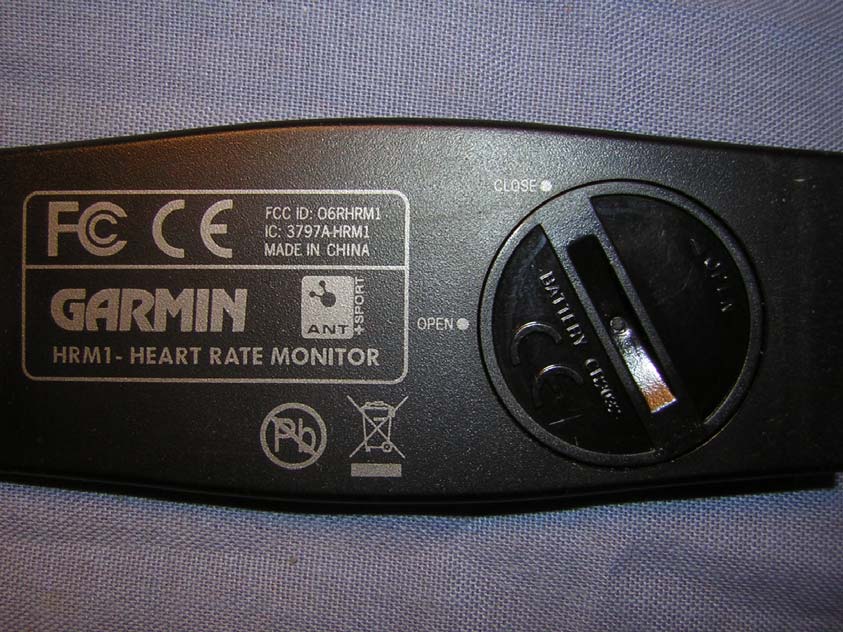 FC CE
FCC ID: O6RHRM1
IC: 3797A-HRM1
MADE IN CHINA
GARMIN
ANT
+SPORT
HRM1- HEART RATE MONITOR
Pb
CLOSE
OPEN
BATTERY
CE